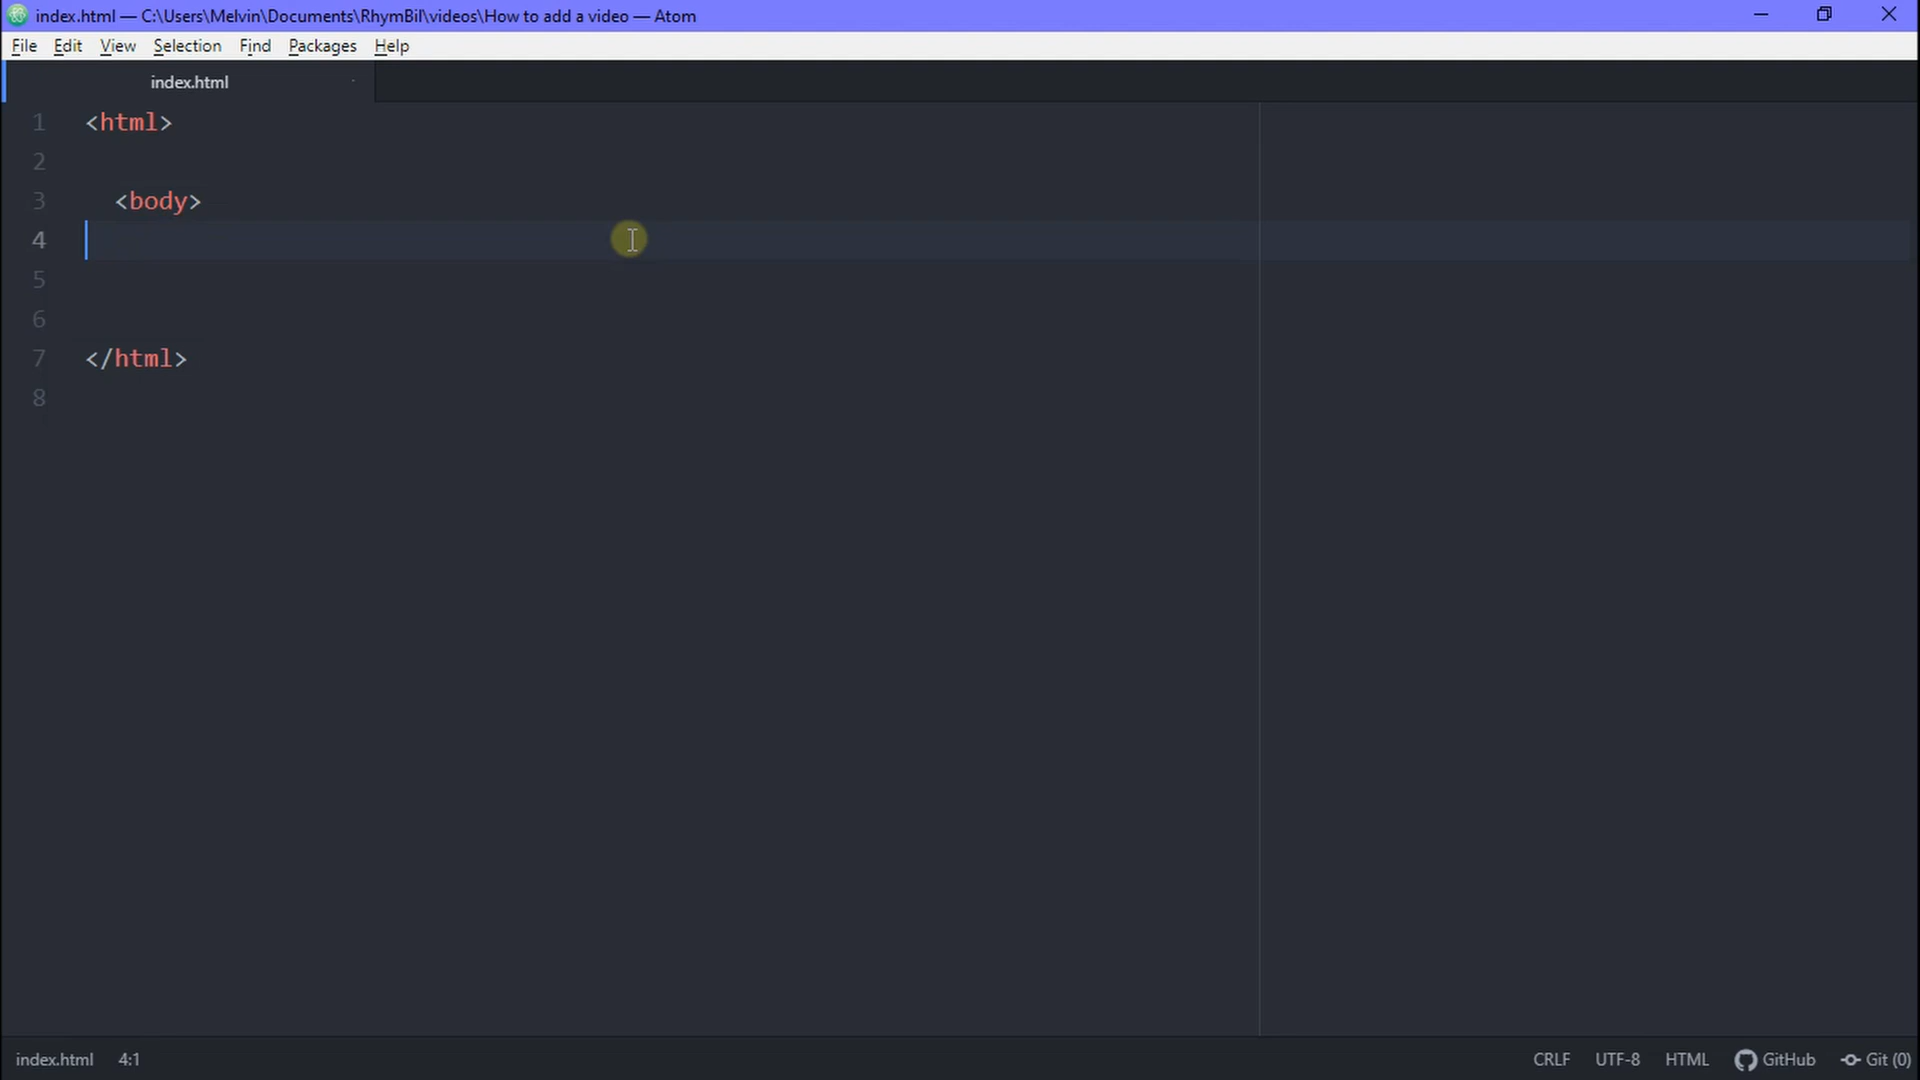 index.html — C:\Users\Melvin\Documents\RhymBil\videos\How to add a video — Atom
File Edit View Selection Find Packages Help
index.html
1 <html>
2
3 <body>
4
5
6
7 </html>
8
index.html 4:1 CRLF UTF-8 HTML GitHub Git (0)